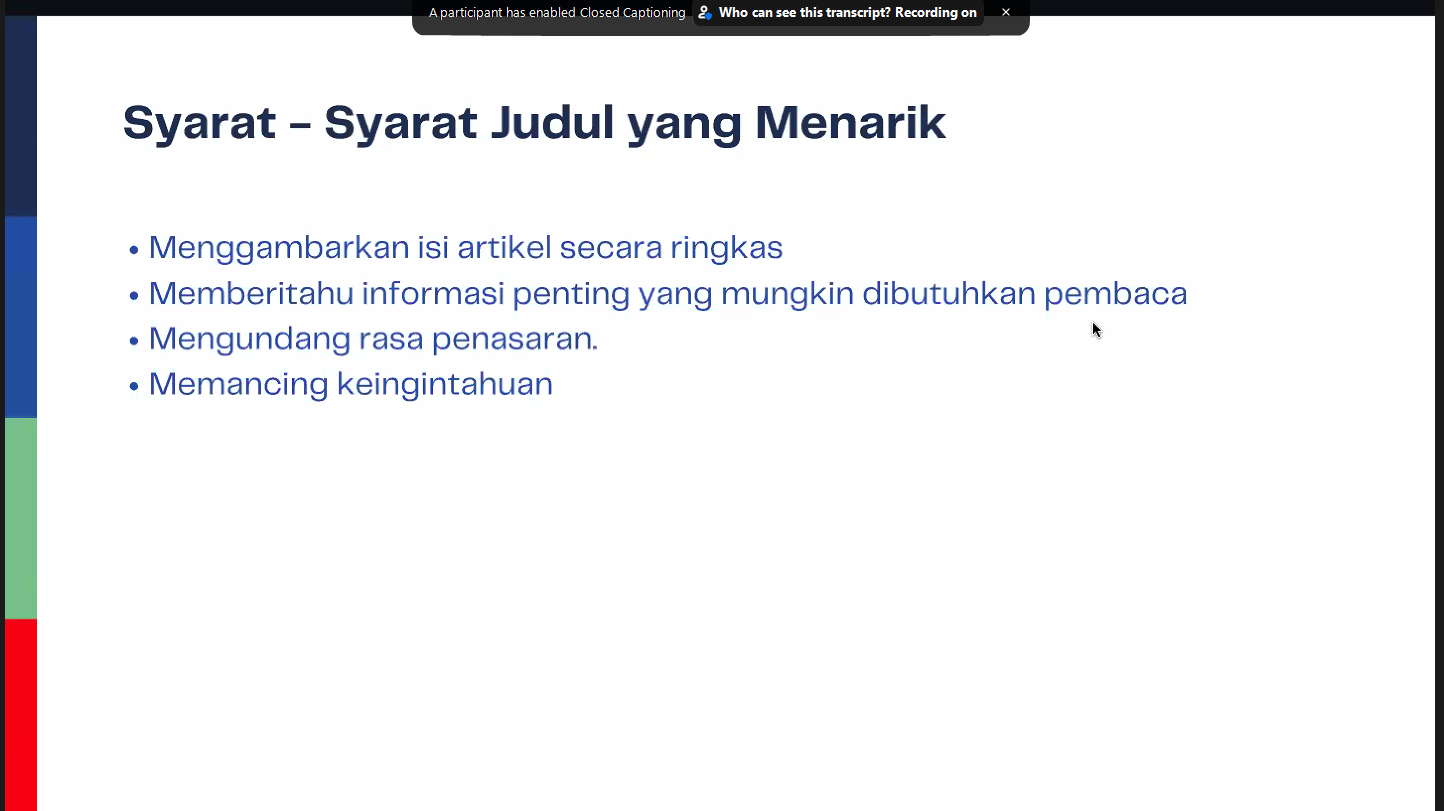 A participant has enabled Closed Captioning Who can see this transcript? Recording on ×
Syarat - Syarat Judul yang Menarik
• Menggambarkan isi artikel secara ringkas
• Memberitahu informasi penting yang mungkin dibutuhkan pembaca
• Mengundang rasa penasaran.
• Memancing keingintahuan